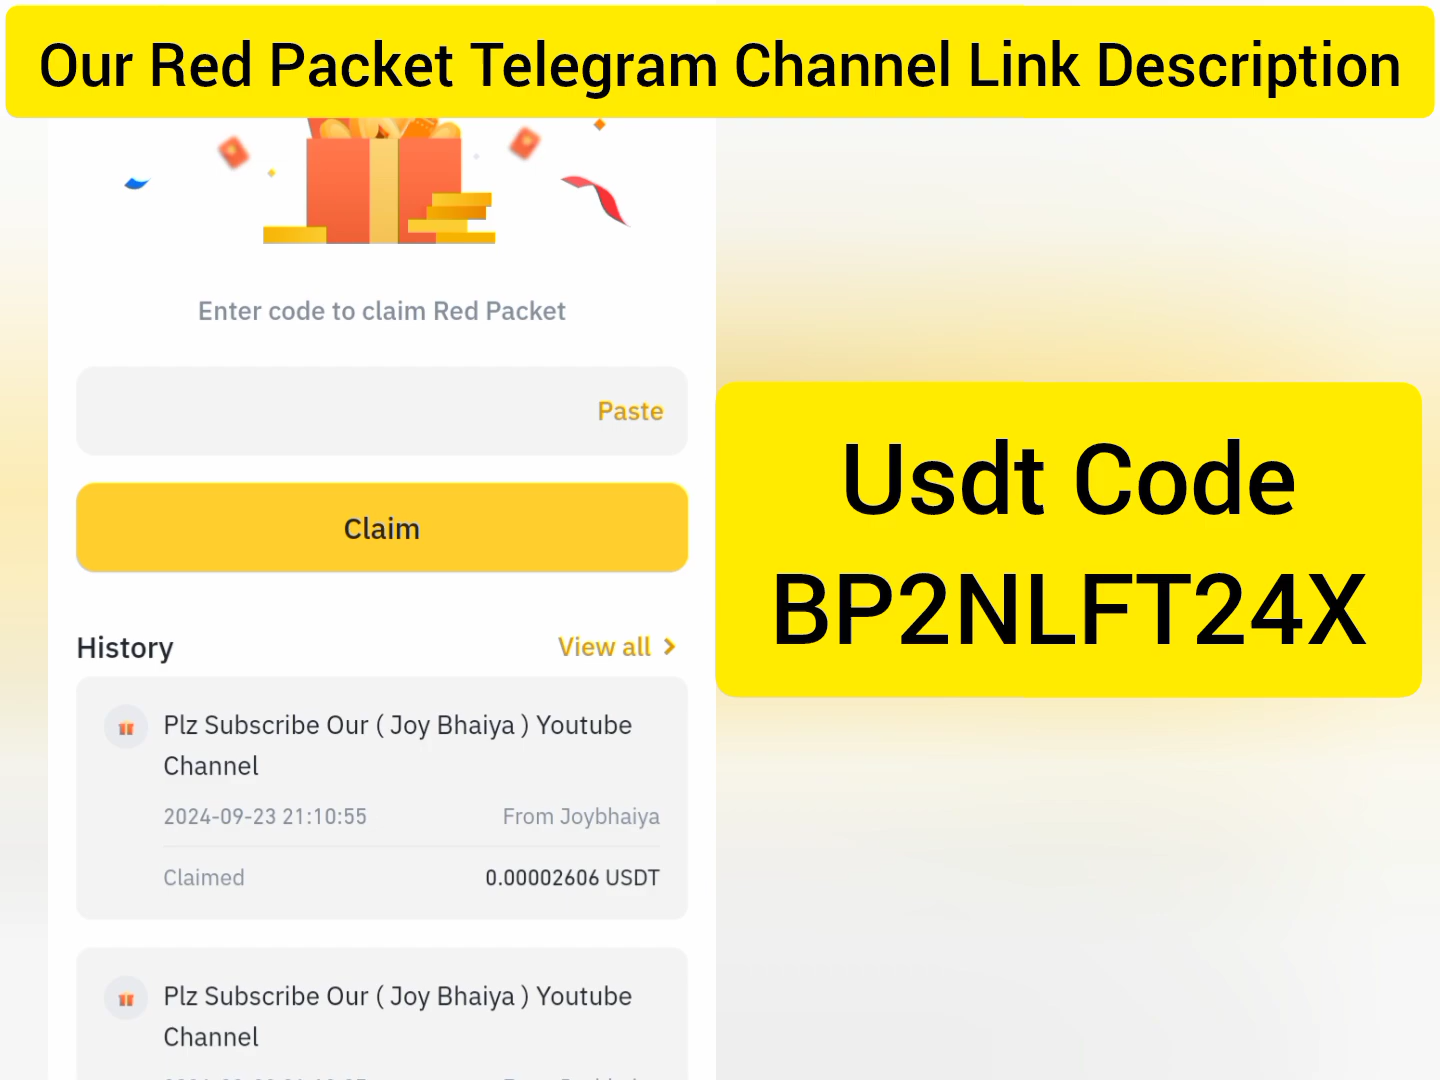 Our Red Packet Telegram Channel Link Description
Enter code to claim Red Packet
Paste
Claim
Usdt Code
BP2NLFT24X
History
View all
Plz Subscribe Our ( Joy Bhaiya ) Youtube
Channel
2024-09-23 21:10:55
From Joybhaiya
Claimed
0.00002606 USDT
Plz Subscribe Our ( Joy Bhaiya ) Youtube
Channel